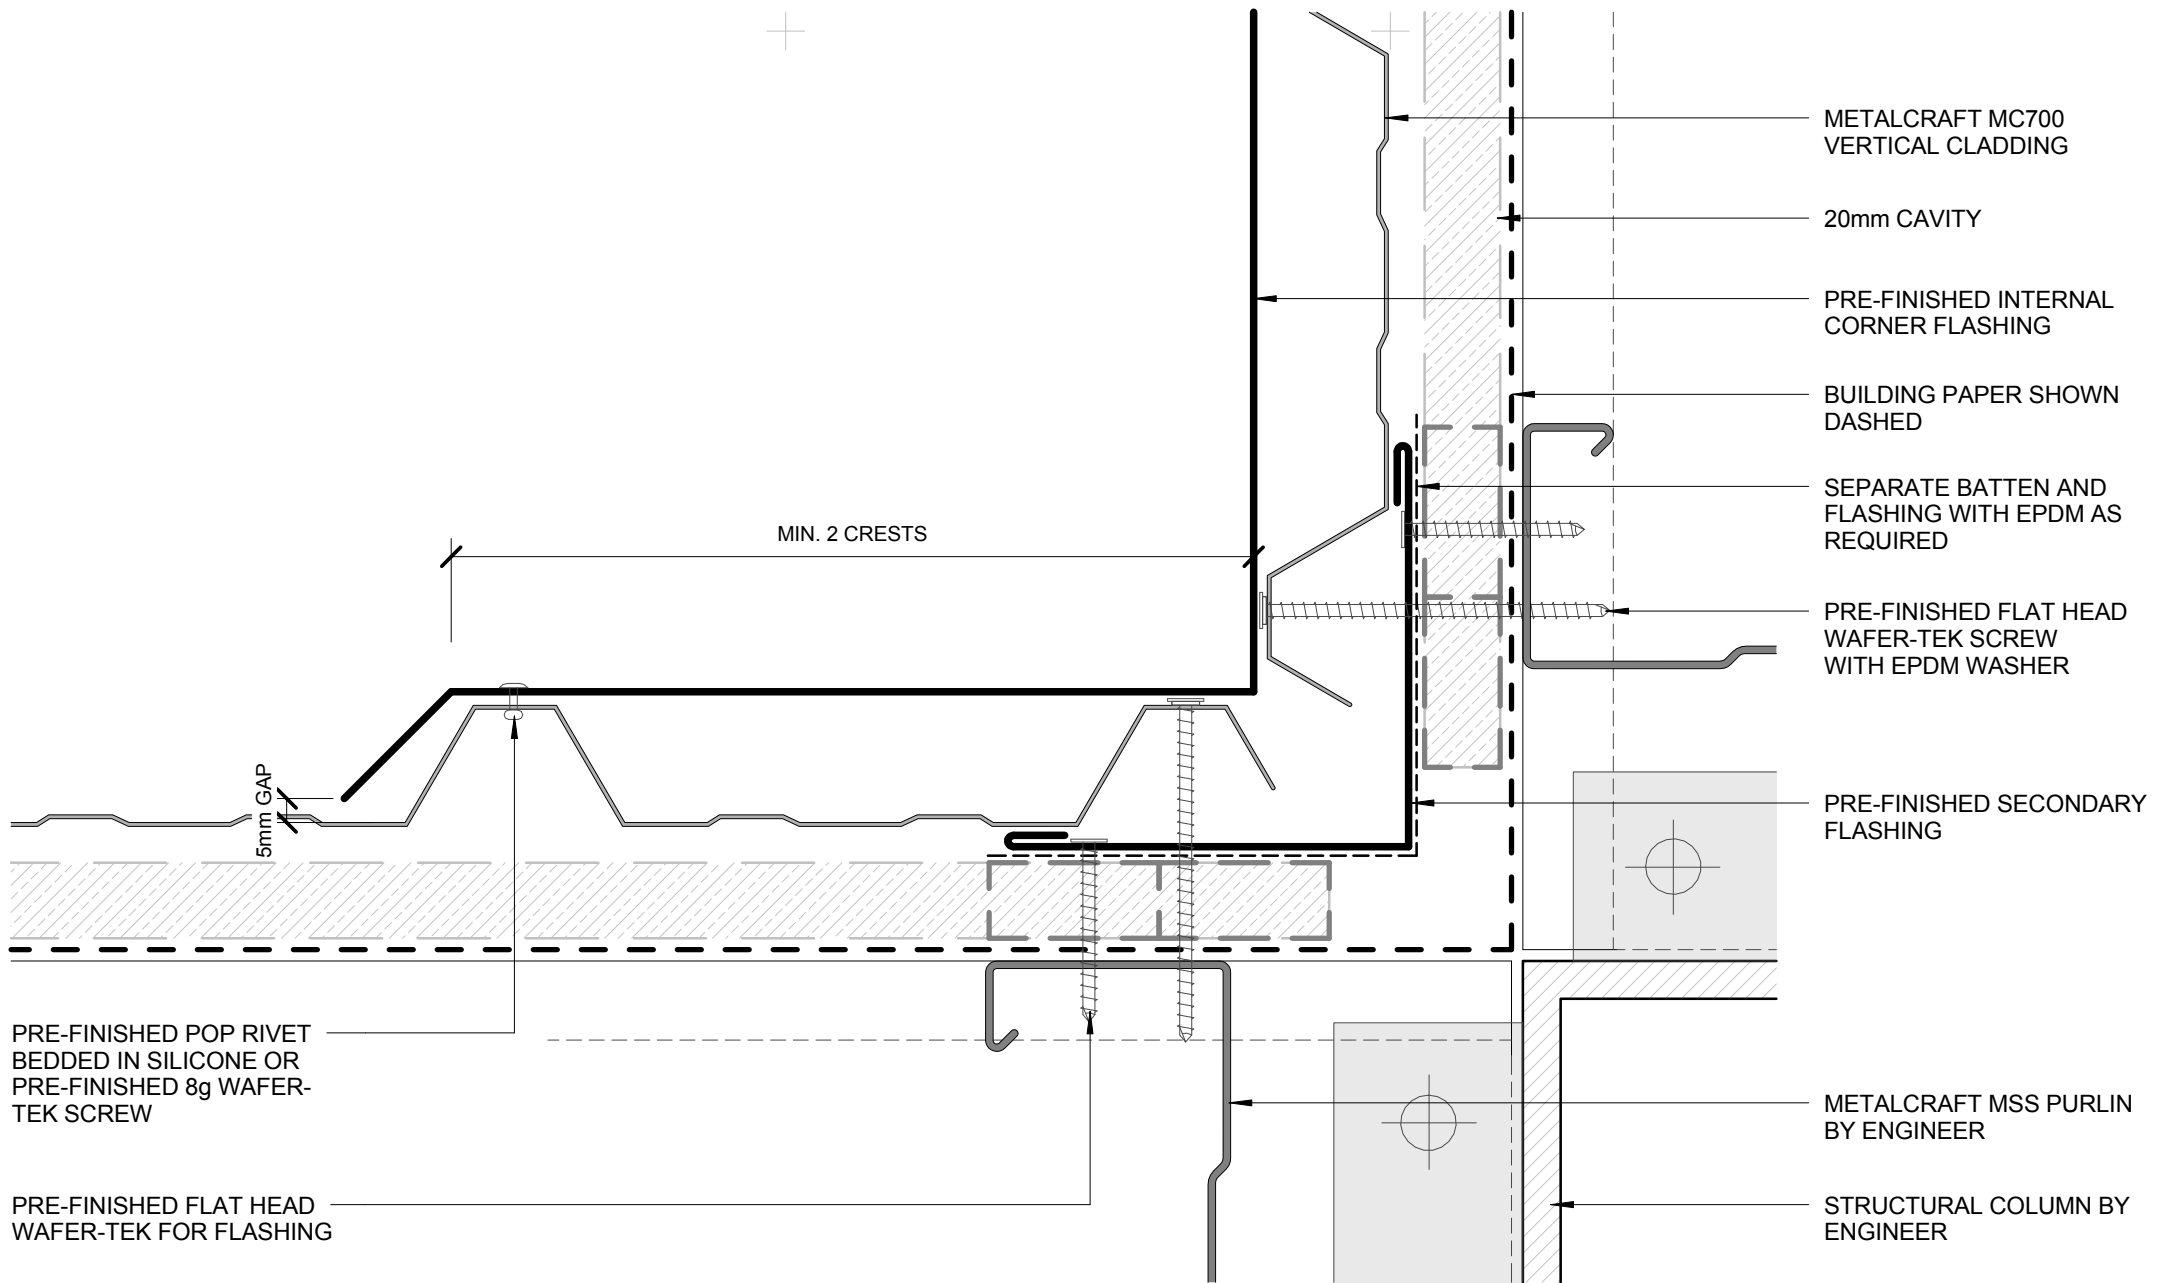 METALCRAFT MC700
VERTICAL CLADDING
20mm CAVITY
PRE-FINISHED INTERNAL
CORNER FLASHING
BUILDING PAPER SHOWN
DASHED
SEPARATE BATTEN AND
FLASHING WITH EPDM AS
REQUIRED
MIN. 2 CRESTS
PRE-FINISHED FLAT HEAD
WAFER-TEK SCREW
WITH EPDM WASHER
5mm GAP
PRE-FINISHED SECONDARY
FLASHING
PRE-FINISHED POP RIVET
BEDDED IN SILICONE OR
PRE-FINISHED 8g WAFER-
TEK SCREW
METALCRAFT MSS PURLIN
BY ENGINEER
PRE-FINISHED FLAT HEAD
WAFER-TEK FOR FLASHING
STRUCTURAL COLUMN BY
ENGINEER